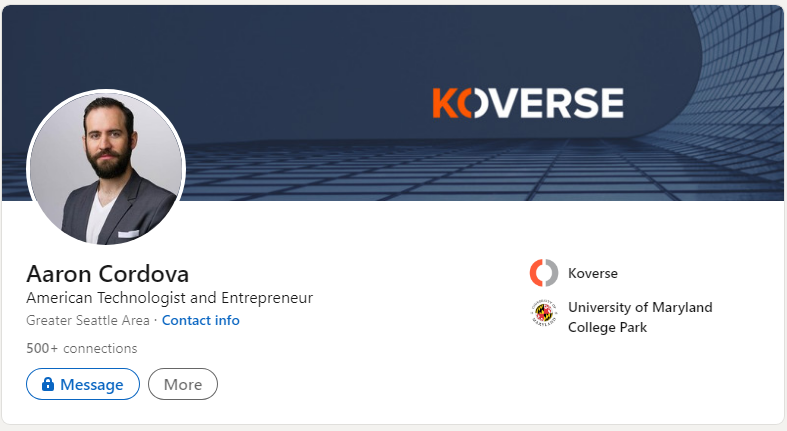 KOVERSE
Aaron Cordova
American Technologist and Entrepreneur
Greater Seattle Area · Contact info
500+ connections
Message
More
Koverse
University of Maryland
College Park